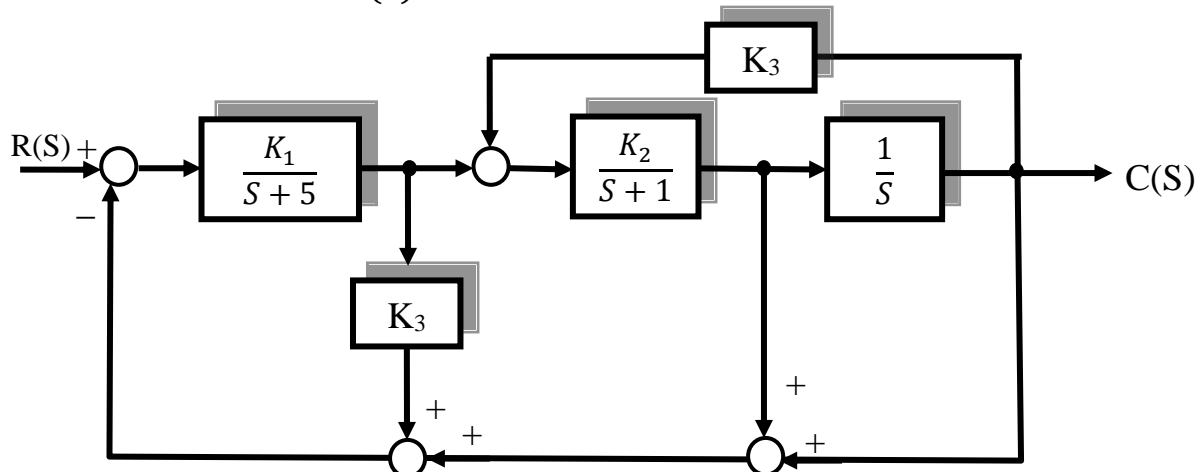 (s)
K₃
R(S) +
K₁
S + 5
K₂
S + 1
1
S
C(S)
−
K₃
+
+
+
+